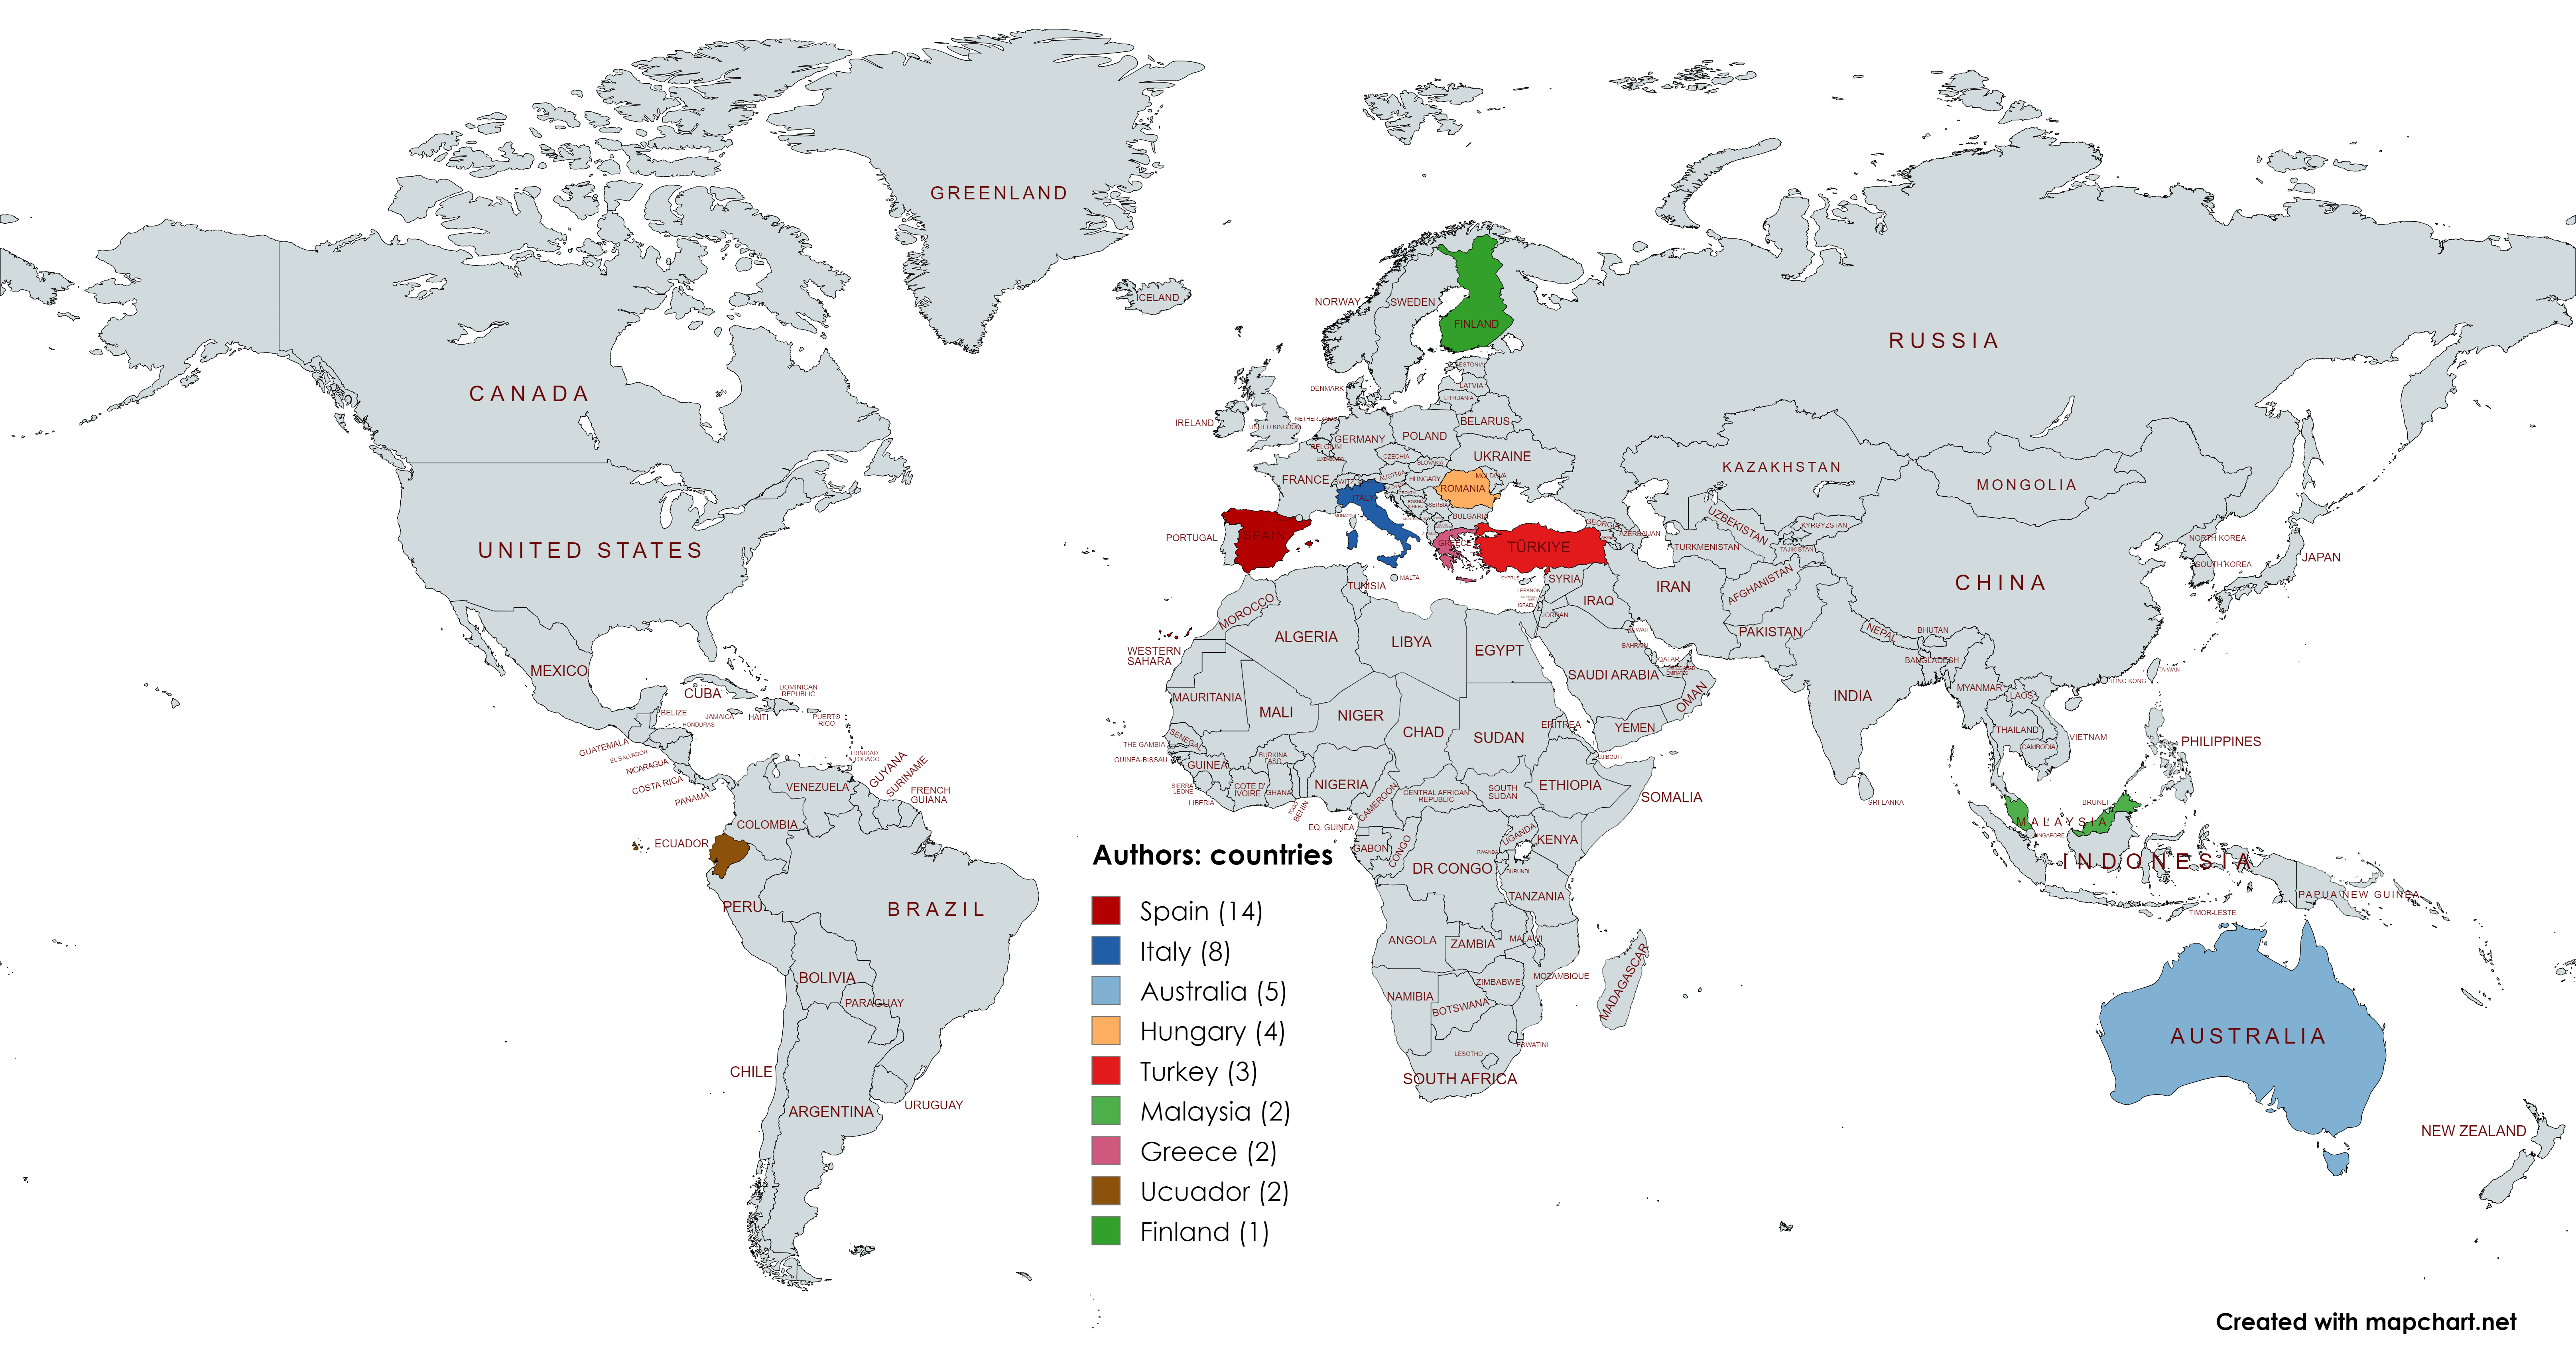 GREENLAND
ICELAND
NORWAY
SWEDEN
FINLAND
RUSSIA
CANADA
ESTONIA
LATVIA
LITHUANIA
DENMARK
IRELAND
UNITED KINGDOM
NETHERLANDS
BELGIUM
GERMANY
POLAND
BELARUS
UKRAINE
CZECHIA
SLOVAKIA
AUSTRIA
HUNGARY
MOLDOVA
FRANCE
ROMANIA
ITALY
SERBIA
BULGARIA
MONACO
KAZAKHSTAN
MONGOLIA
UNITED STATES
PORTUGAL
SPAIN
GREECE
TÜRKIYE
GEORGIA
AZERBAIJAN
UZBEKISTAN
TURKMENISTAN
KYRGYZSTAN
TAJIKISTAN
NORTH KOREA
SOUTH KOREA
JAPAN
CHINA
MALTA
TUNISIA
CYPRUS
LEBANON
ISRAEL
SYRIA
JORDAN
IRAQ
IRAN
AFGHANISTAN
PAKISTAN
NEPAL
BHUTAN
BANGLADESH
INDIA
MOROCCO
ALGERIA
LIBYA
EGYPT
WESTERN
SAHARA
KUWAIT
BAHRAIN
QATAR
SAUDI ARABIA
OMAN
YEMEN
MYANMAR
LAOS
THAILAND
CAMBODIA
VIETNAM
HONG KONG
TAIWAN
PHILIPPINES
MEXICO
CUBA
DOMINICAN
REPUBLIC
BELIZE
HONDURAS
JAMAICA
HAITI
PUERTO
RICO
GUATEMALA
EL SALVADOR
NICARAGUA
COSTA RICA
PANAMA
TRINIDAD
& TOBAGO
VENEZUELA
GUYANA
SURINAME
FRENCH
GUIANA
COLOMBIA
ECUADOR
PERU
BRAZIL
BOLIVIA
PARAGUAY
CHILE
ARGENTINA
URUGUAY
MAURITANIA
MALI
NIGER
CHAD
SUDAN
ERITREA
DJIBOUTI
SENEGAL
THE GAMBIA
GUINEA-BISSAU
GUINEA
SIERRA
LEONE
LIBERIA
COTE D'
IVOIRE
BURKINA
FASO
GHANA
TOGO
BENIN
NIGERIA
CAMEROON
CENTRAL AFRICAN
REPUBLIC
SOUTH
SUDAN
ETHIOPIA
SOMALIA
EQ. GUINEA
GABON
CONGO
DR CONGO
UGANDA
KENYA
RWANDA
BURUNDI
TANZANIA
ANGOLA
ZAMBIA
MALAWI
MOZAMBIQUE
ZIMBABWE
NAMIBIA
BOTSWANA
MADAGASCAR
ESWATINI
LESOTHO
SOUTH AFRICA
SRI LANKA
BRUNEI
MALAYSIA
SINGAPORE
INDONESIA
PAPUA NEW GUINEA
TIMOR-LESTE
AUSTRALIA
NEW ZEALAND
Authors: countries
Spain (14)
Italy (8)
Australia (5)
Hungary (4)
Turkey (3)
Malaysia (2)
Greece (2)
Ucuador (2)
Finland (1)
Created with mapchart.net